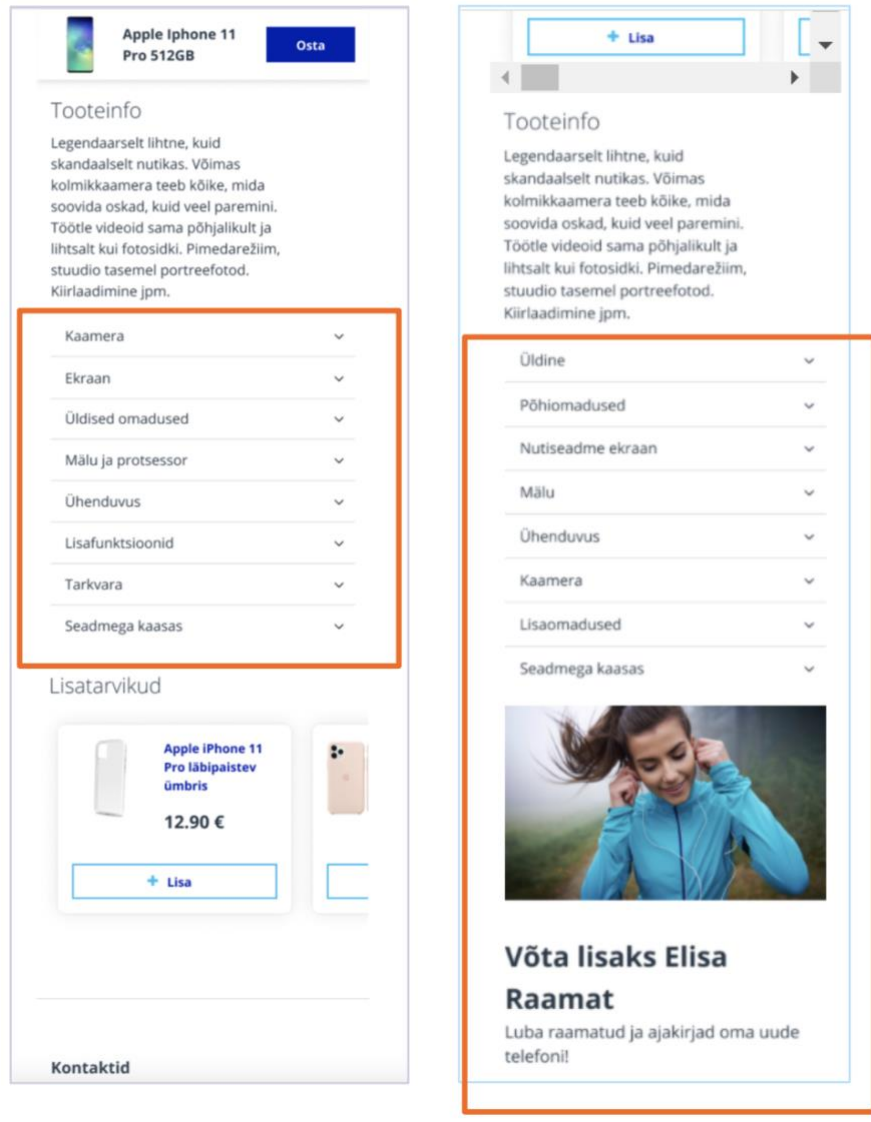 Apple Iphone 11
Pro 512GB
Osta
Tooteinfo
Legendaarselt lihtne, kuid
skandaalselt nutikas. Võimas
kolmikkaamera teeb kõike, mida
soovida oskad, kuid veel paremini.
Töötle videoid sama põhjalikult ja
lihtsalt kui fotosidki. Pimedarežiim,
stuudio tasemel portreefotod.
Kiirlaadimine jpm.
Kaamera
Ekraan
Üldised omadused
Mälu ja protsessor
Ühenduvus
Lisafunktsioonid
Tarkvara
Seadmega kaasas
Lisatarvikud
Apple iPhone 11
Pro läbipaistev
ümbris
12.90 €
+ Lisa
Kontaktid
+ Lisa
Tooteinfo
Legendaarselt lihtne, kuid
skandaalselt nutikas. Võimas
kolmikkaamera teeb kõike, mida
soovida oskad, kuid veel paremini.
Töötle videoid sama põhjalikult ja
lihtsalt kui fotosidki. Pimedarežiim,
stuudio tasemel portreefotod.
Kiirlaadimine jpm.
Üldine
Põhiomadused
Nutiseadme ekraan
Mälu
Ühenduvus
Kaamera
Lisaomadused
Seadmega kaasas
Võta lisaks Elisa
Raamat
Luba raamatud ja ajakirjad oma uude
telefoni!